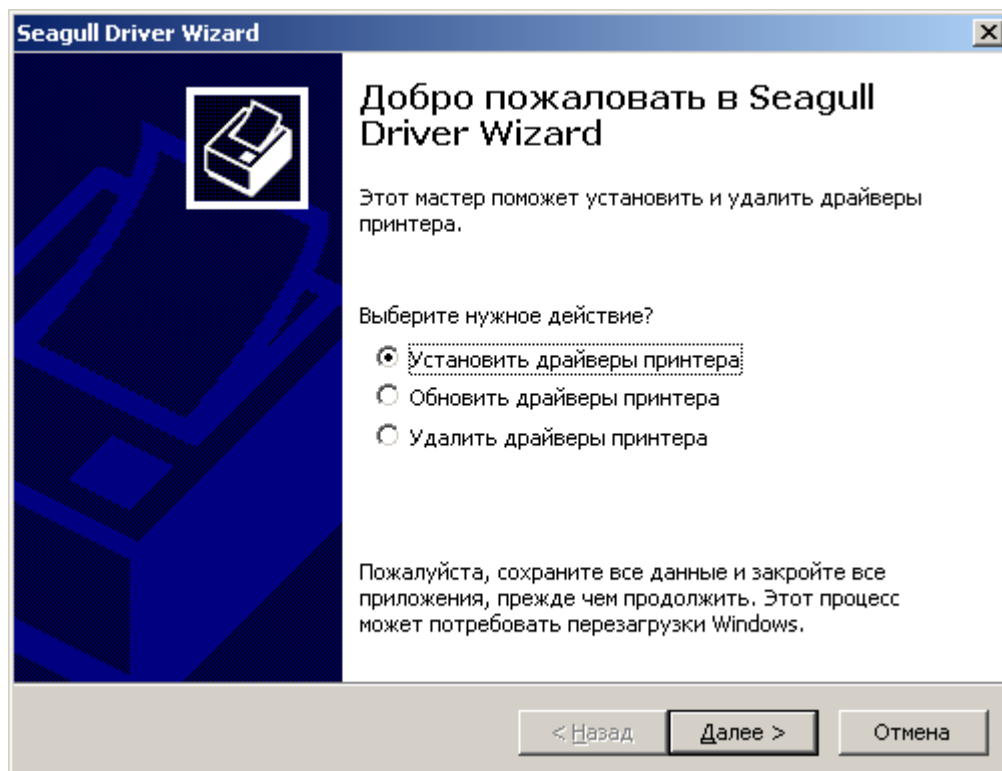 Seagull Driver Wizard
Добро пожаловать в Seagull
Driver Wizard
Этот мастер поможет установить и удалить драйверы
принтера.
Выберите нужное действие?
Установить драйверы принтера
Обновить драйверы принтера
Удалить драйверы принтера
Пожалуйста, сохраните все данные и закройте все
приложения, прежде чем продолжить. Этот процесс
может потребовать перезагрузки Windows.
< Назад Далее > Отмена